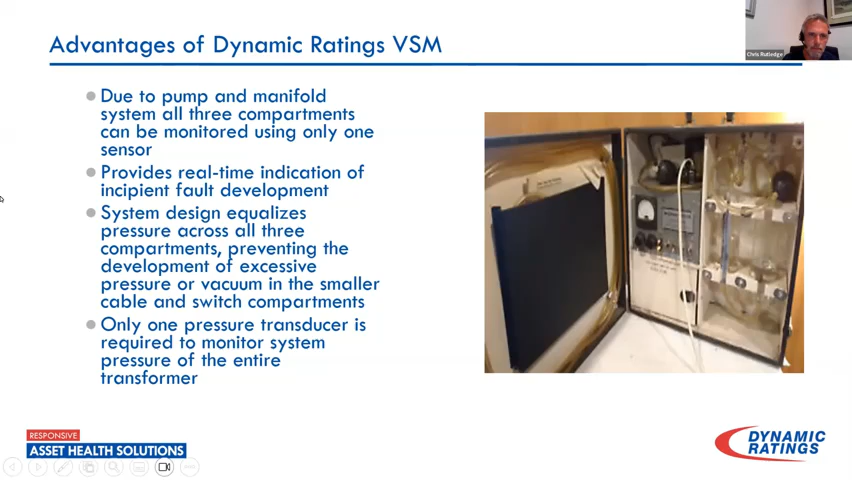 Advantages of Dynamic Ratings VSM
Due to pump and manifold
system all three compartments
can be monitored using only one
sensor
Provides real-time indication of
incipient fault development
System design equalizes
pressure across all three
compartments, preventing the
development of excessive
pressure or vacuum in the smaller
cable and switch compartments
Only one pressure transducer is
required to monitor system
pressure of the entire
transformer
Chris Rutledge
RESPONSIVE
ASSET HEALTH SOLUTIONS
DYNAMIC
RATINGS